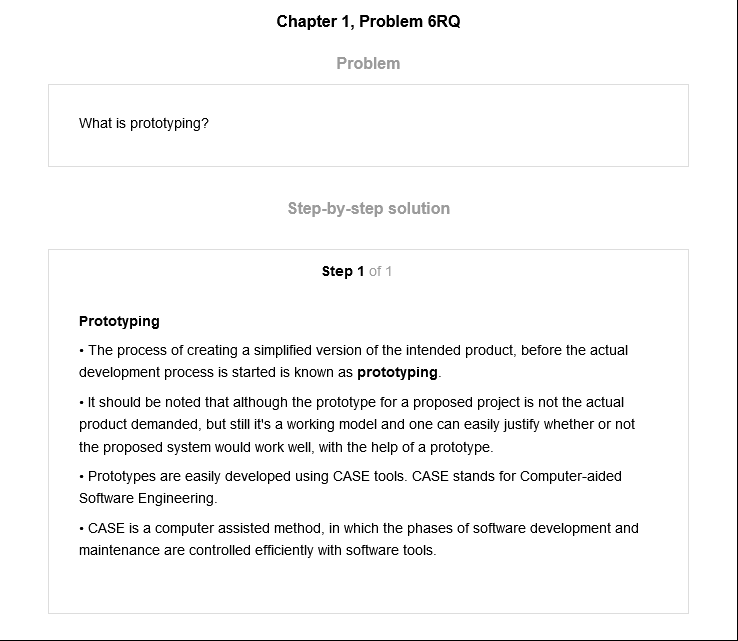 Chapter 1, Problem 6RQ
Problem
What is prototyping?
Step-by-step solution
Step 1 of 1
Prototyping
• The process of creating a simplified version of the intended product, before the actual
development process is started is known as prototyping.
• It should be noted that although the prototype for a proposed project is not the actual
product demanded, but still it's a working model and one can easily justify whether or not
the proposed system would work well, with the help of a prototype.
• Prototypes are easily developed using CASE tools. CASE stands for Computer-aided
Software Engineering.
• CASE is a computer assisted method, in which the phases of software development and
maintenance are controlled efficiently with software tools.